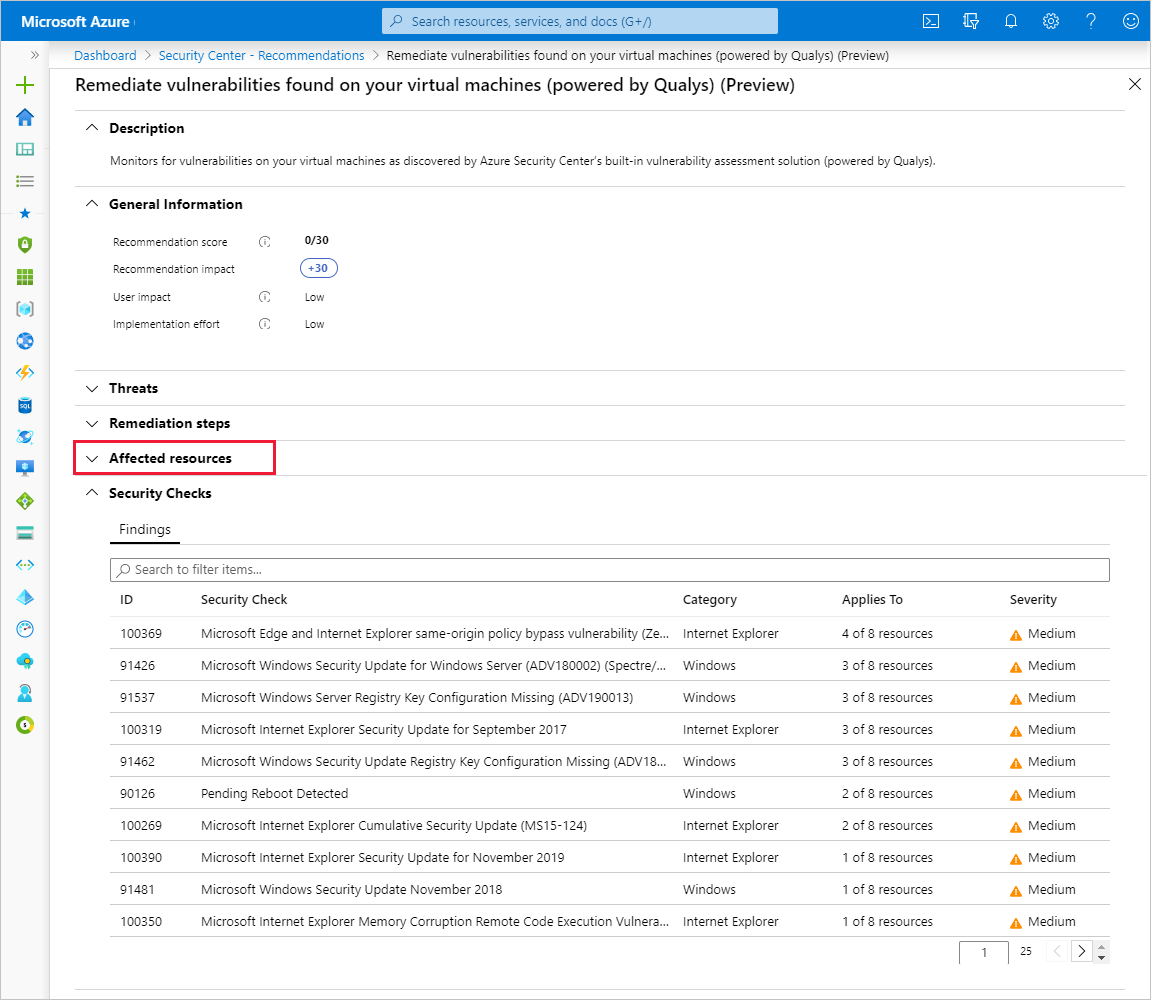 Microsoft Azure
Search resources, services, and docs (G+/)
Dashboard > Security Center - Recommendations > Remediate vulnerabilities found on your virtual machines (powered by Qualys) (Preview)
Remediate vulnerabilities found on your virtual machines (powered by Qualys) (Preview)
Description
Monitors for vulnerabilities on your virtual machines as discovered by Azure Security Center's built-in vulnerability assessment solution (powered by Qualys).
General Information
Recommendation score 0/30
Recommendation impact +30
User impact Low
Implementation effort Low
Threats
Remediation steps
Affected resources
Security Checks
Findings
Search to filter items...
ID Security Check Category Applies To Severity
100369 Microsoft Edge and Internet Explorer same-origin policy bypass vulnerability (Ze... Internet Explorer 4 of 8 resources Medium
91426 Microsoft Windows Security Update for Windows Server (ADV180002) (Spectre/... Windows 3 of 8 resources Medium
91537 Microsoft Windows Server Registry Key Configuration Missing (ADV190013) Windows 3 of 8 resources Medium
100319 Microsoft Internet Explorer Security Update for September 2017 Internet Explorer 3 of 8 resources Medium
91462 Microsoft Windows Security Update Registry Key Configuration Missing (ADV18... Windows 3 of 8 resources Medium
90126 Pending Reboot Detected Windows 2 of 8 resources Medium
100269 Microsoft Internet Explorer Cumulative Security Update (MS15-124) Internet Explorer 2 of 8 resources Medium
100390 Microsoft Internet Explorer Security Update for November 2019 Internet Explorer 1 of 8 resources Medium
91481 Microsoft Windows Security Update November 2018 Windows 1 of 8 resources Medium
100350 Microsoft Internet Explorer Memory Corruption Remote Code Execution Vulnera... Internet Explorer 1 of 8 resources Medium
1 25